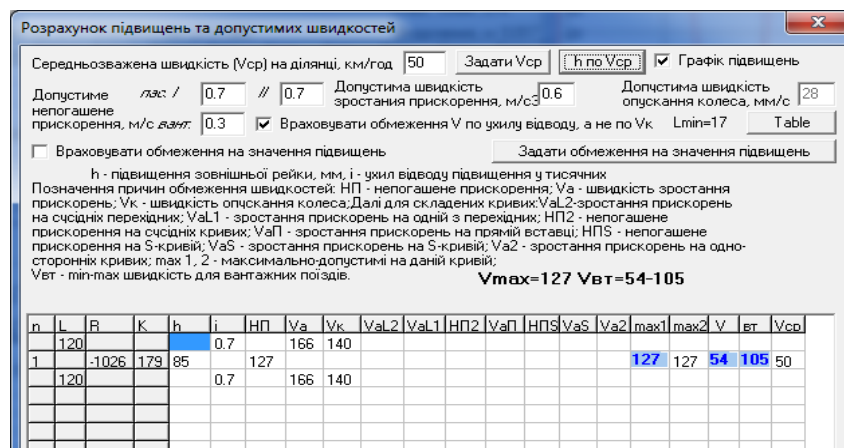 Розрахунок підвищень та допустимих швидкостей
x
Середньозважена швидкість (Vср) на ділянці, км/год 50 Задати Vср h по Vср Графік підвищень
Допустиме непогашене прискорення, м/с пас. / 0.7 // 0.7 Допустима швидкість зростання прискорення, м/с3 0.6 Допустима швидкість опускання колеса, мм/с 28
вант. 0.3 Враховувати обмеження V по ухилу відводу, а не по Vк Lmin=17 Table
Враховувати обмеження на значення підвищень Задати обмеження на значення підвищень
h - підвищення зовнішньої рейки, мм, i - ухил відводу підвищення у тисячних
Позначення причин обмеження швидкостей: НП - непогашене прискорення; Va - швидкість зростання
прискорень; Vк - швидкість опускання колеса;Далі для складених кривих:VaL2-зростання прискорень
на сусідніх перехідних; VaL1 - зростання прискорень на одній з перехідних; НП2 - непогашене
прискорення на сусідніх кривих; VaП - зростання прискорень на прямій вставці; НПS - непогашене
прискорення на S-кривій; VaS - зростання прискорень на S-кривій; Va2 - зростання прискорень на одно-
сторонніх кривих; max 1, 2 - максимально-допустимі на даній кривій;
Vвт - min-max швидкість для вантажних поїздів. Vmax=127 Vвт=54-105
n L R K h i НП Va Vк VaL2 VaL1 НП2 VaП НПS VaS Va2 max1 max2 V вт Vср
120 0.7 166 140
1 -1026 179 85 127 127 127 54 105 50
120 0.7 166 140